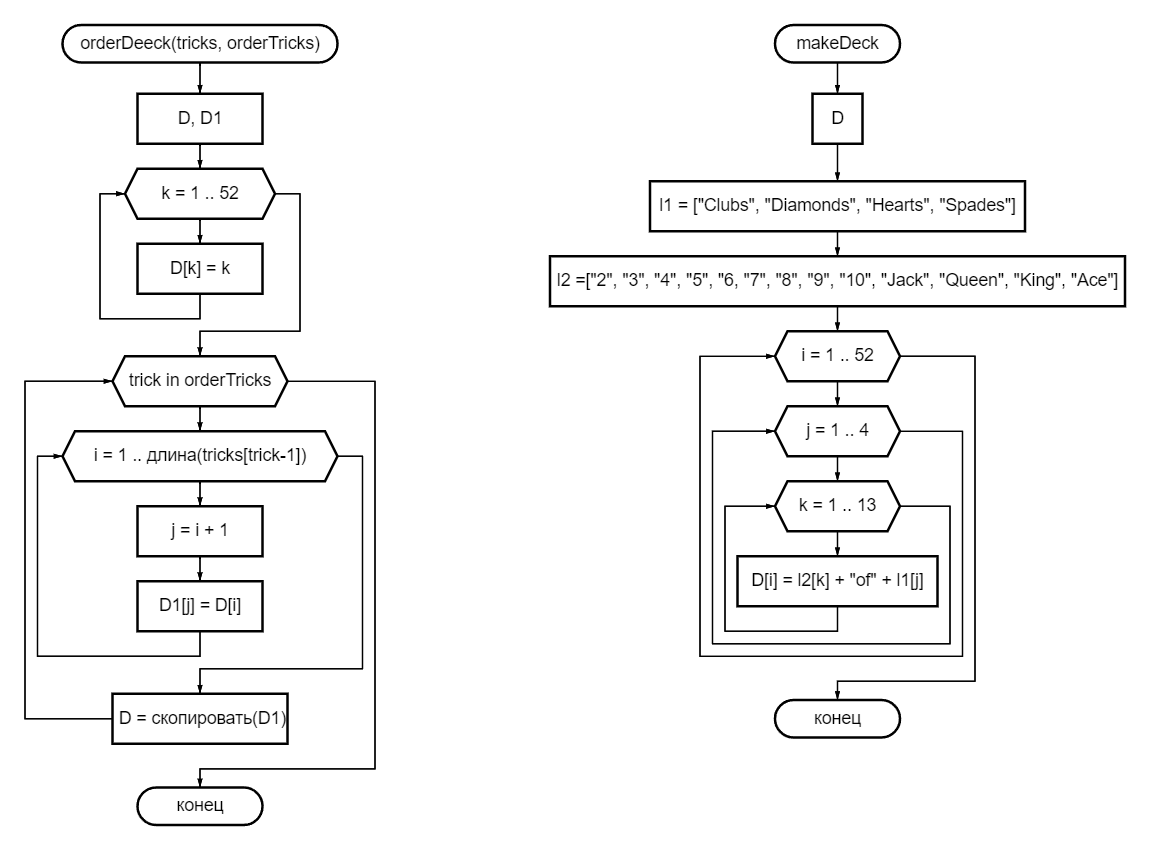 orderDeeck(tricks, orderTricks)
D, D1
k = 1 .. 52
D[k] = k
trick in orderTricks
i = 1 .. длина(tricks[trick-1])
j = i + 1
D1[j] = D[i]
D = скопировать(D1)
конец
makeDeck
D
l1 = ["Clubs", "Diamonds", "Hearts", "Spades"]
l2 =["2", "3", "4", "5", "6, "7", "8", "9", "10", "Jack", "Queen", "King", "Ace"]
i = 1 .. 52
j = 1 .. 4
k = 1 .. 13
D[i] = l2[k] + "of" + l1[j]
конец